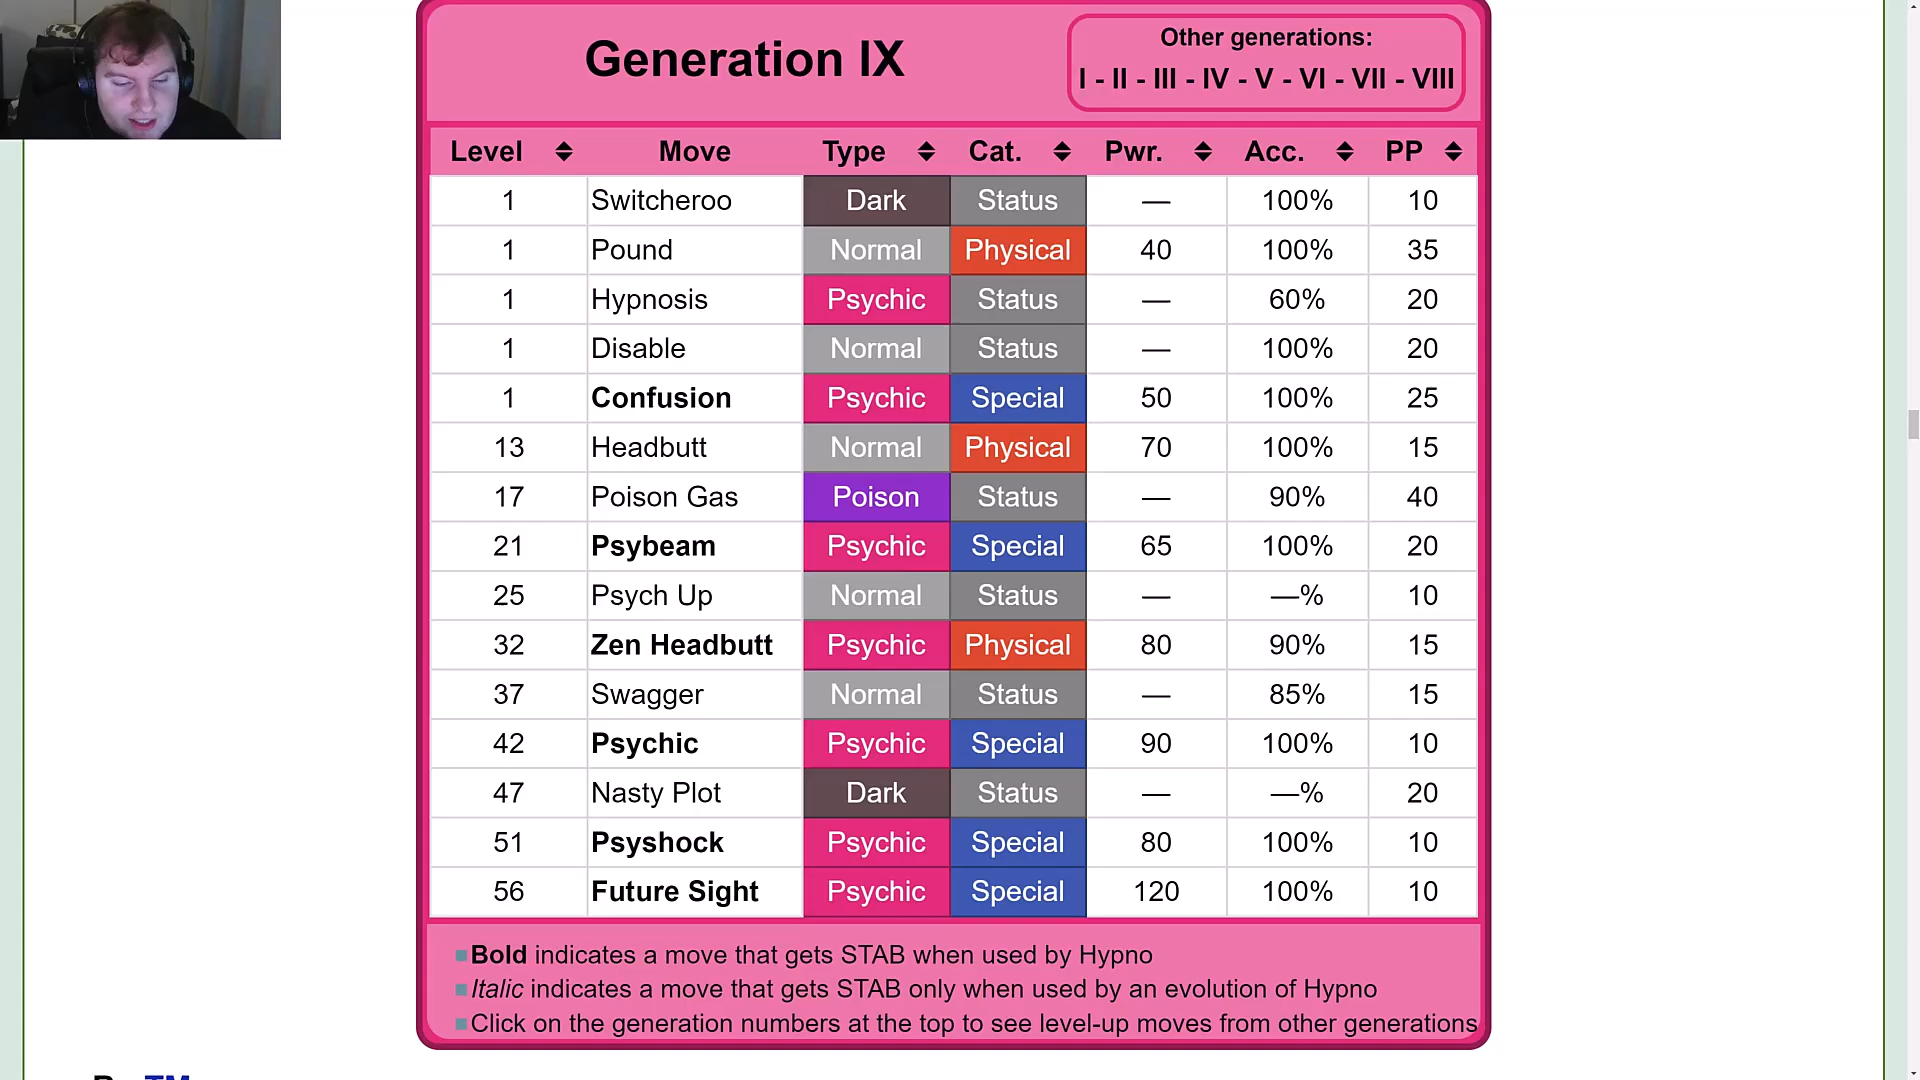 Generation IX
Other generations:
I - II - III - IV - V - VI - VII - VIII
Level Move Type Cat. Pwr. Acc. PP
1 Switcheroo Dark Status — 100% 10
1 Pound Normal Physical 40 100% 35
1 Hypnosis Psychic Status — 60% 20
1 Disable Normal Status — 100% 20
1 Confusion Psychic Special 50 100% 25
13 Headbutt Normal Physical 70 100% 15
17 Poison Gas Poison Status — 90% 40
21 Psybeam Psychic Special 65 100% 20
25 Psych Up Normal Status — —% 10
32 Zen Headbutt Psychic Physical 80 90% 15
37 Swagger Normal Status — 85% 15
42 Psychic Psychic Special 90 100% 10
47 Nasty Plot Dark Status — —% 20
51 Psyshock Psychic Special 80 100% 10
56 Future Sight Psychic Special 120 100% 10
Bold indicates a move that gets STAB when used by Hypno
Italic indicates a move that gets STAB only when used by an evolution of Hypno
Click on the generation numbers at the top to see level-up moves from other generations